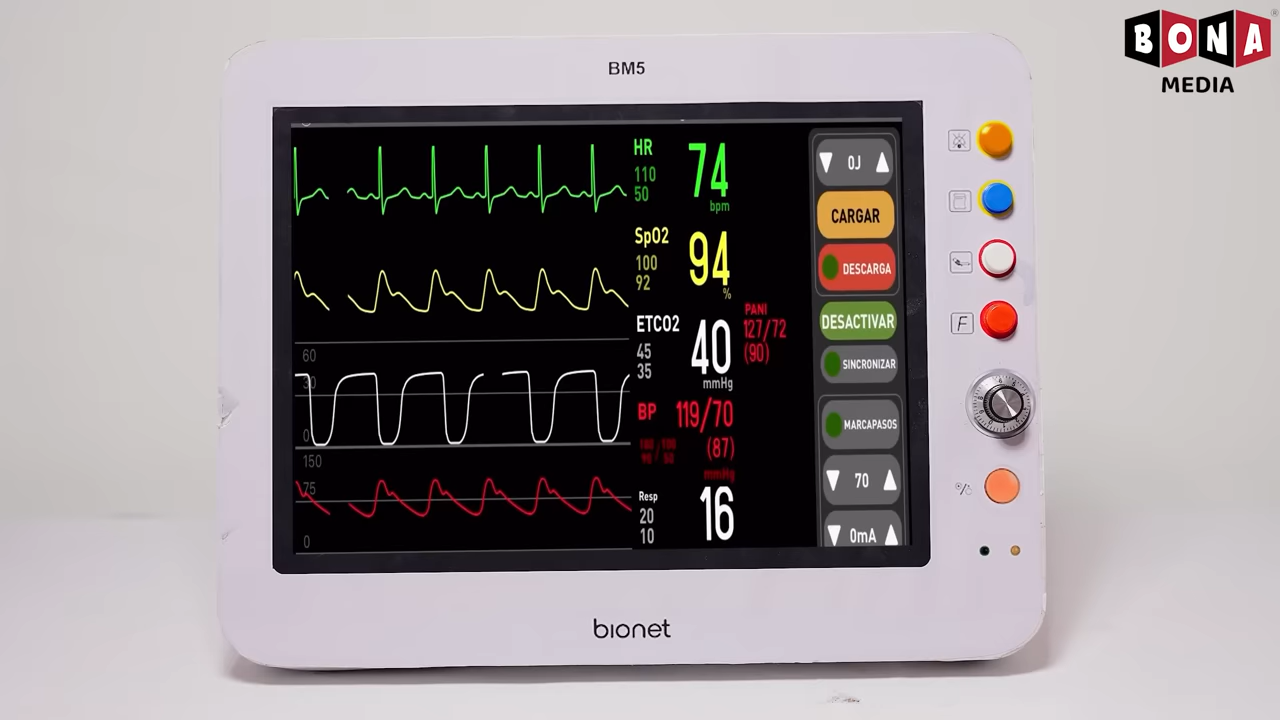 BONA
MEDIA
BM5
HR
110
50
74
bpm
SpO2
100
92
94
%
60
30
0
ETCO2
45
35
40
mmHg
PANI
127/72
(90)
150
75
0
BP
119/70
(87)
mmHg
Resp
20
10
16
0J
CARGAR
DESCARGA
DESACTIVAR
SINCRONIZAR
MARCAPASOS
70
0mA
F
bionet